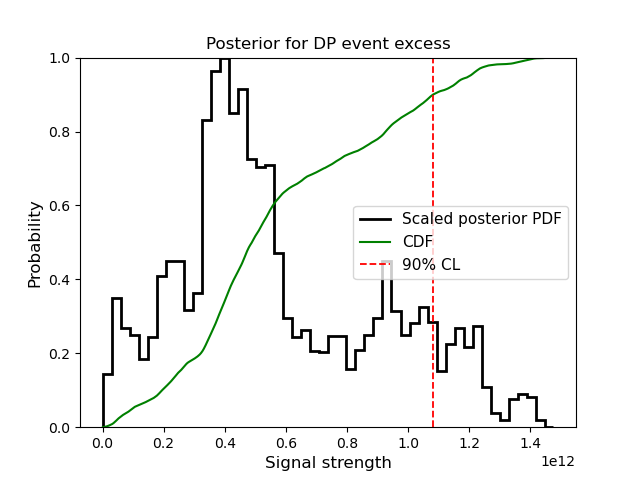 Posterior for DP event excess
Probability
1.0
0.8
0.6
0.4
0.2
0.0
Scaled posterior PDF
CDF
90% CL
0.0 0.2 0.4 0.6 0.8 1.0 1.2 1.4
1e12
Signal strength